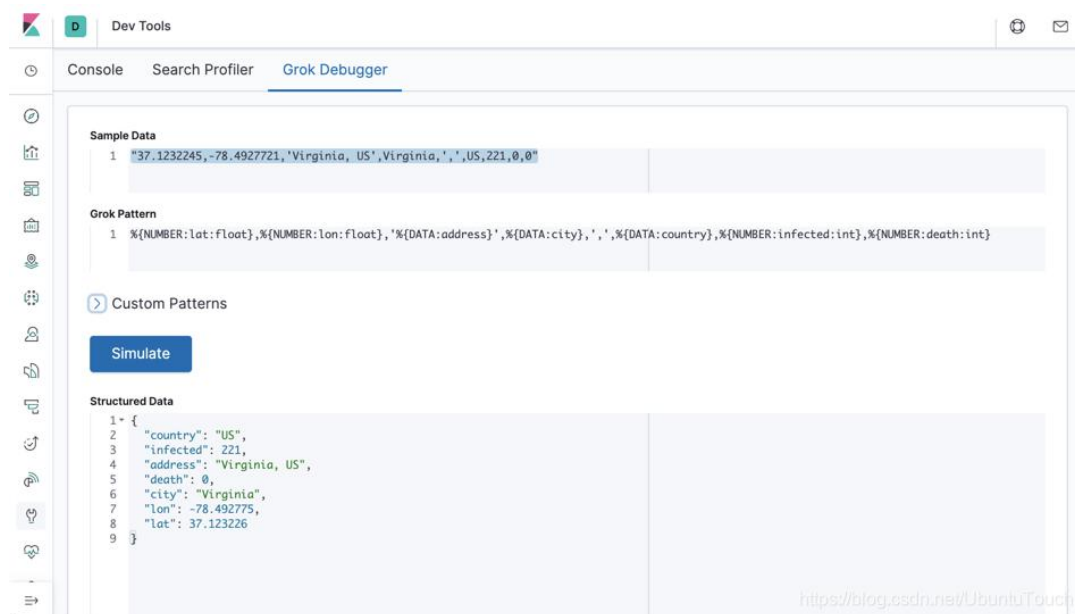 D Dev Tools
Console Search Profiler Grok Debugger
Sample Data
1 "37.1232245,-78.4927721,'Virginia, US',Virginia,',',US,221,0,0"
Grok Pattern
1 %{NUMBER:lat:float},%{NUMBER:lon:float},'%{DATA:address}',%{DATA:city},',',%{DATA:country},%{NUMBER:infected:int},%{NUMBER:death:int}
Custom Patterns
Simulate
Structured Data
1 {
2 "country": "US",
3 "infected": 221,
4 "address": "Virginia, US",
5 "death": 0,
6 "city": "Virginia",
7 "lon": -78.492775,
8 "lat": 37.123226
9 }
https://blog.csdn.net/UbuntuTouch